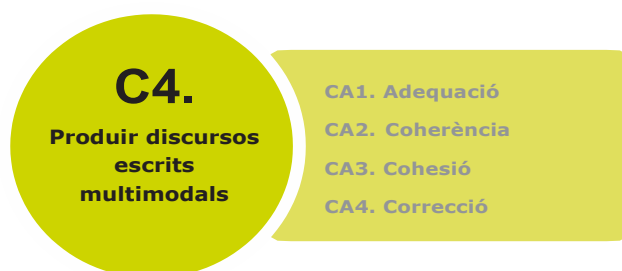 C4.
Produir discursos
escrits
multimodals
CA1. Adequació
CA2. Coherència
CA3. Cohesió
CA4. Correcció